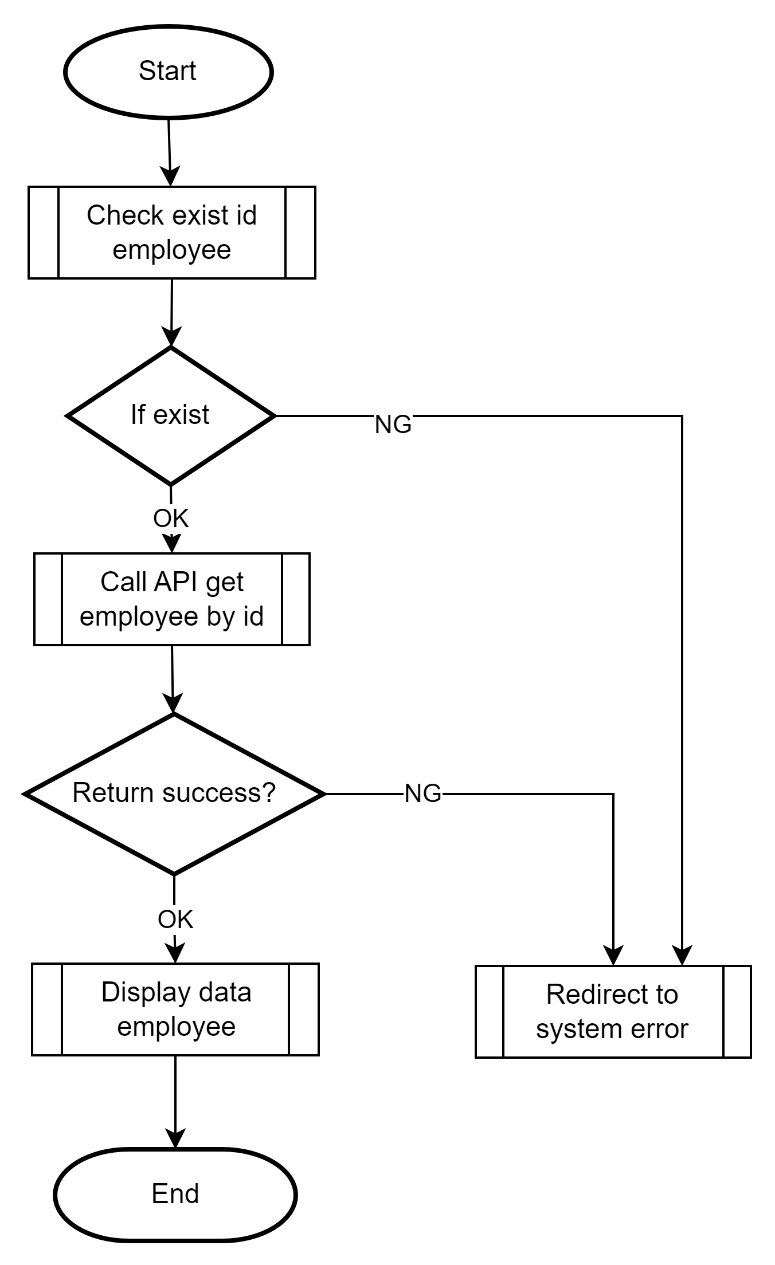 Start
Check exist id
employee
If exist
NG
OK
Call API get
employee by id
Return success?
NG
OK
Display data
employee
Redirect to
system error
End